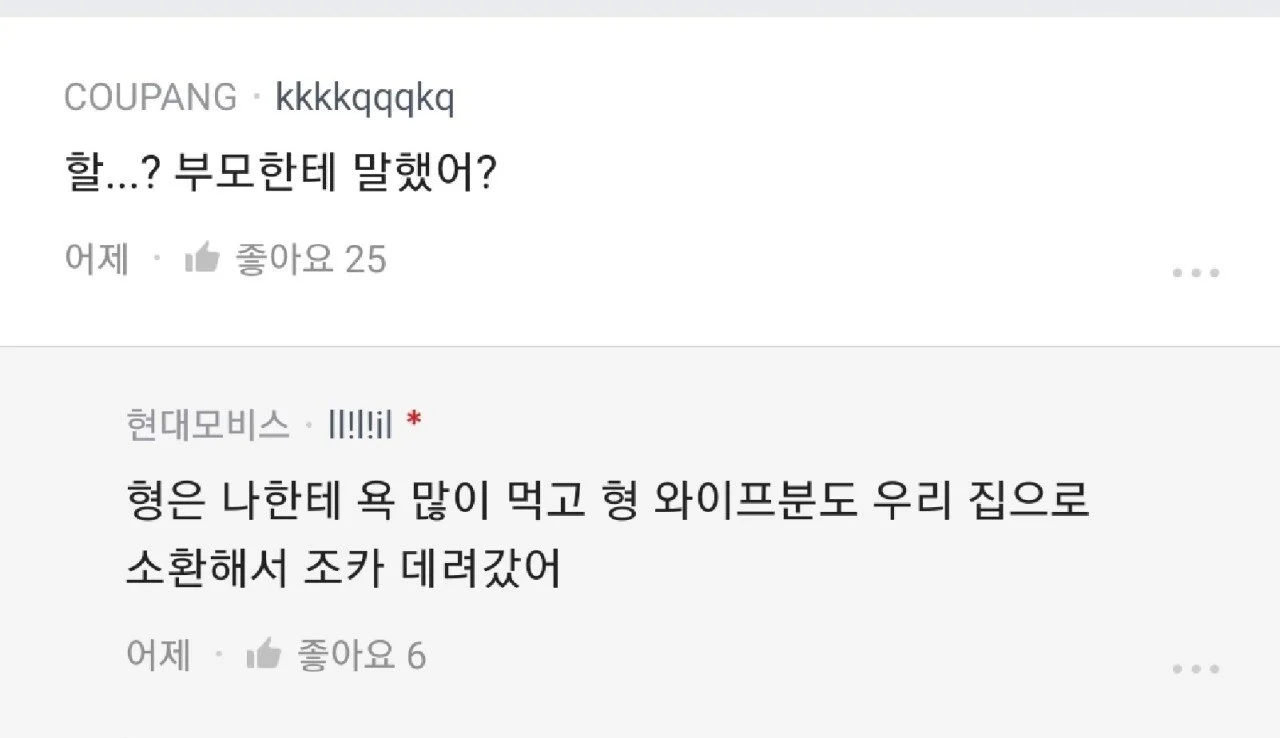 COUPANG · kkkkqqqkq
할...? 부모한테 말했어?
어제 · 좋아요 25
현대모비스 · ll!l!il *
형은 나한테 욕 많이 먹고 형 와이프분도 우리 집으로
소환해서 조카 데려갔어
어제 · 좋아요 6